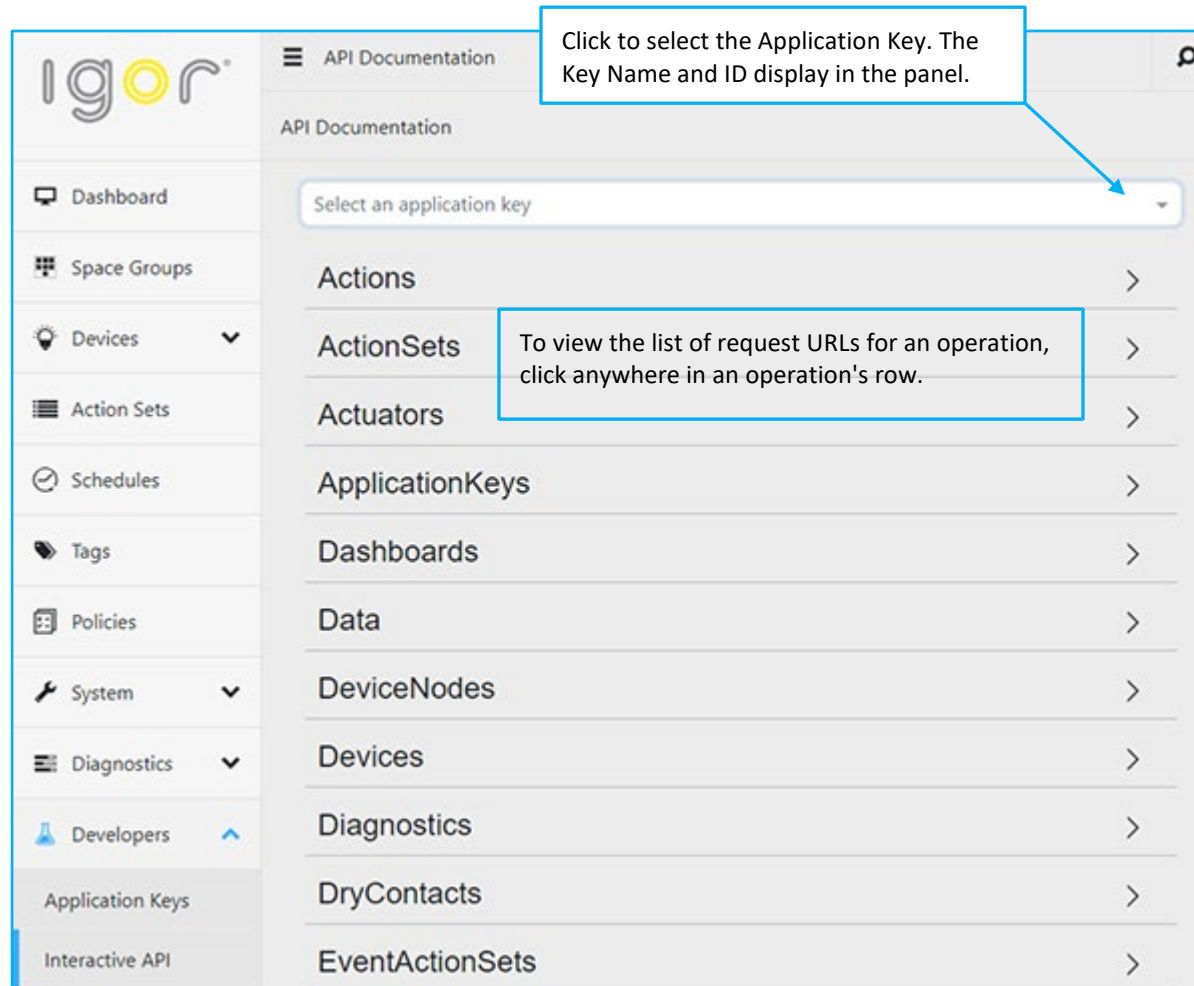 Igor®
Dashboard
Space Groups
Devices
Action Sets
Schedules
Tags
Policies
System
Diagnostics
Developers
Application Keys
Interactive API
API Documentation
Click to select the Application Key. The
Key Name and ID display in the panel.
API Documentation
Select an application key
Actions
ActionSets
To view the list of request URLs for an operation,
click anywhere in an operation's row.
Actuators
ApplicationKeys
Dashboards
Data
DeviceNodes
Devices
Diagnostics
DryContacts
EventActionSets